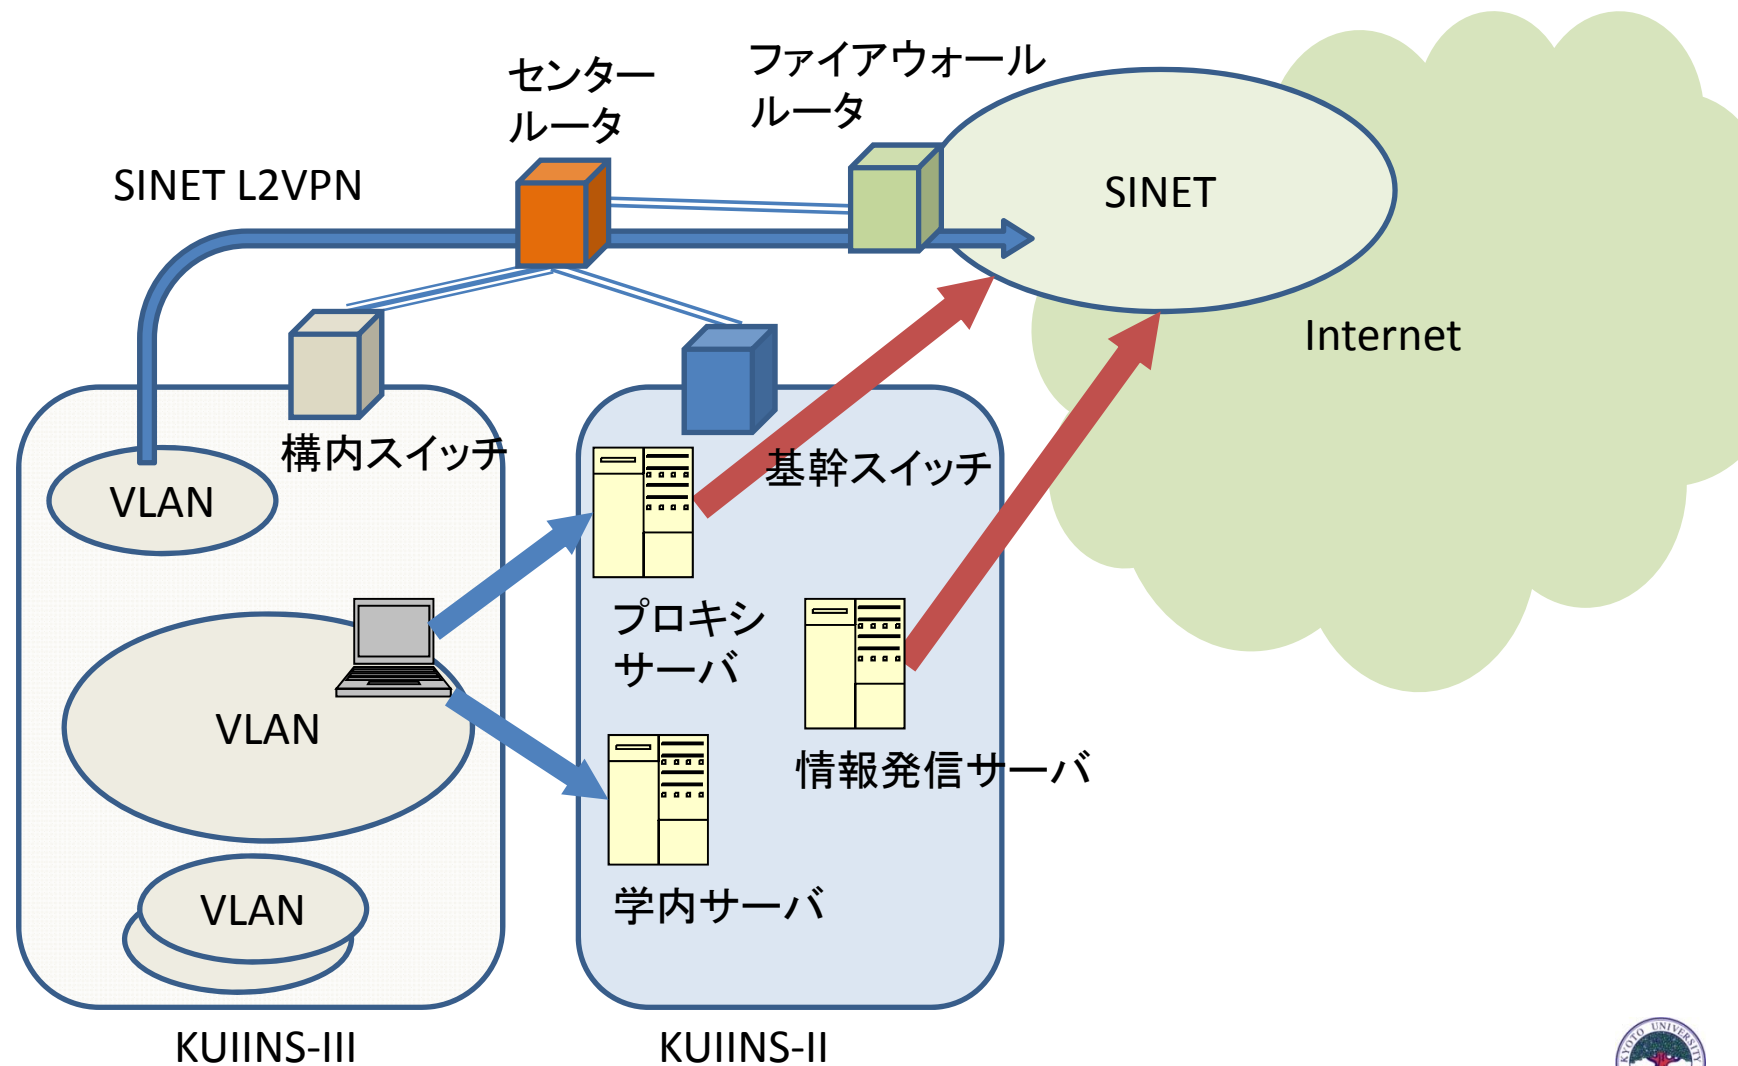 センター
ルータ
ファイアウォール
ルータ
SINET L2VPN
SINET
Internet
構内スイッチ
基幹スイッチ
VLAN
プロキシ
サーバ
VLAN
情報発信サーバ
VLAN
学内サーバ
KUIINS-III
KUIINS-II
KYOTO UNIVERSITY